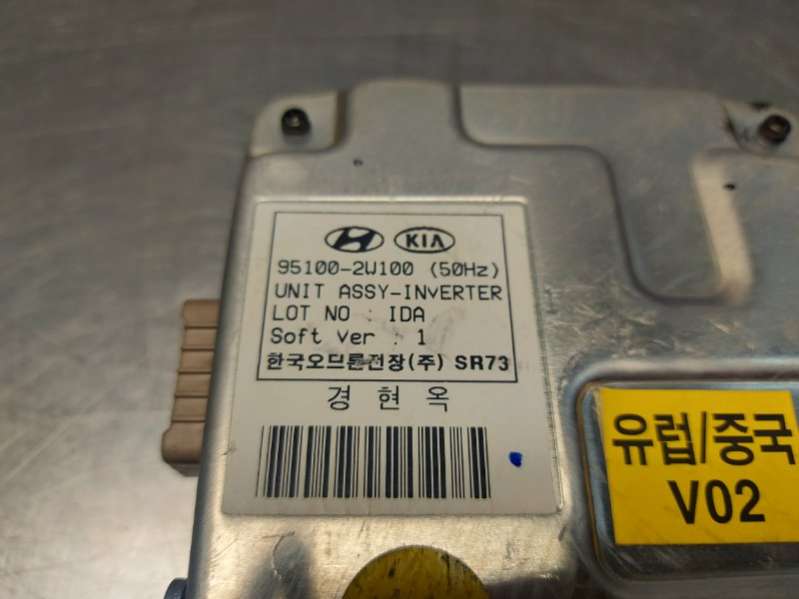 KIA
95100-2W100 (50Hz)
UNIT ASSY-INVERTER
LOT NO : IDA
Soft Ver : 1
한국오므론전장(주) SR73
경 현 옥
유럽/중국
V02